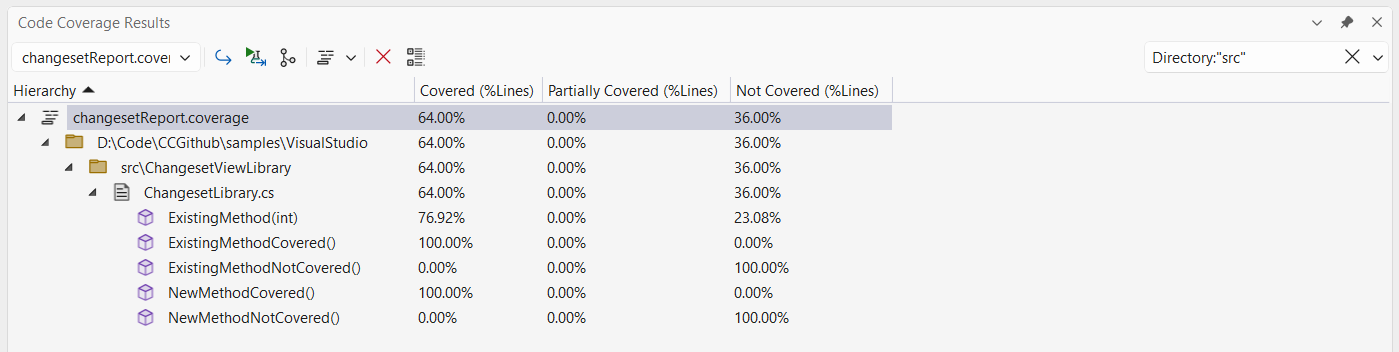 Code Coverage Results
changesetReport.cover
Directory:"src"
Hierarchy Covered (%Lines) Partially Covered (%Lines) Not Covered (%Lines)
changesetReport.coverage 64.00% 0.00% 36.00%
D:\Code\CCGithub\samples\VisualStudio 64.00% 0.00% 36.00%
src\ChangesetViewLibrary 64.00% 0.00% 36.00%
ChangesetLibrary.cs 64.00% 0.00% 36.00%
ExistingMethod(int) 76.92% 0.00% 23.08%
ExistingMethodCovered() 100.00% 0.00% 0.00%
ExistingMethodNotCovered() 0.00% 0.00% 100.00%
NewMethodCovered() 100.00% 0.00% 0.00%
NewMethodNotCovered() 0.00% 0.00% 100.00%